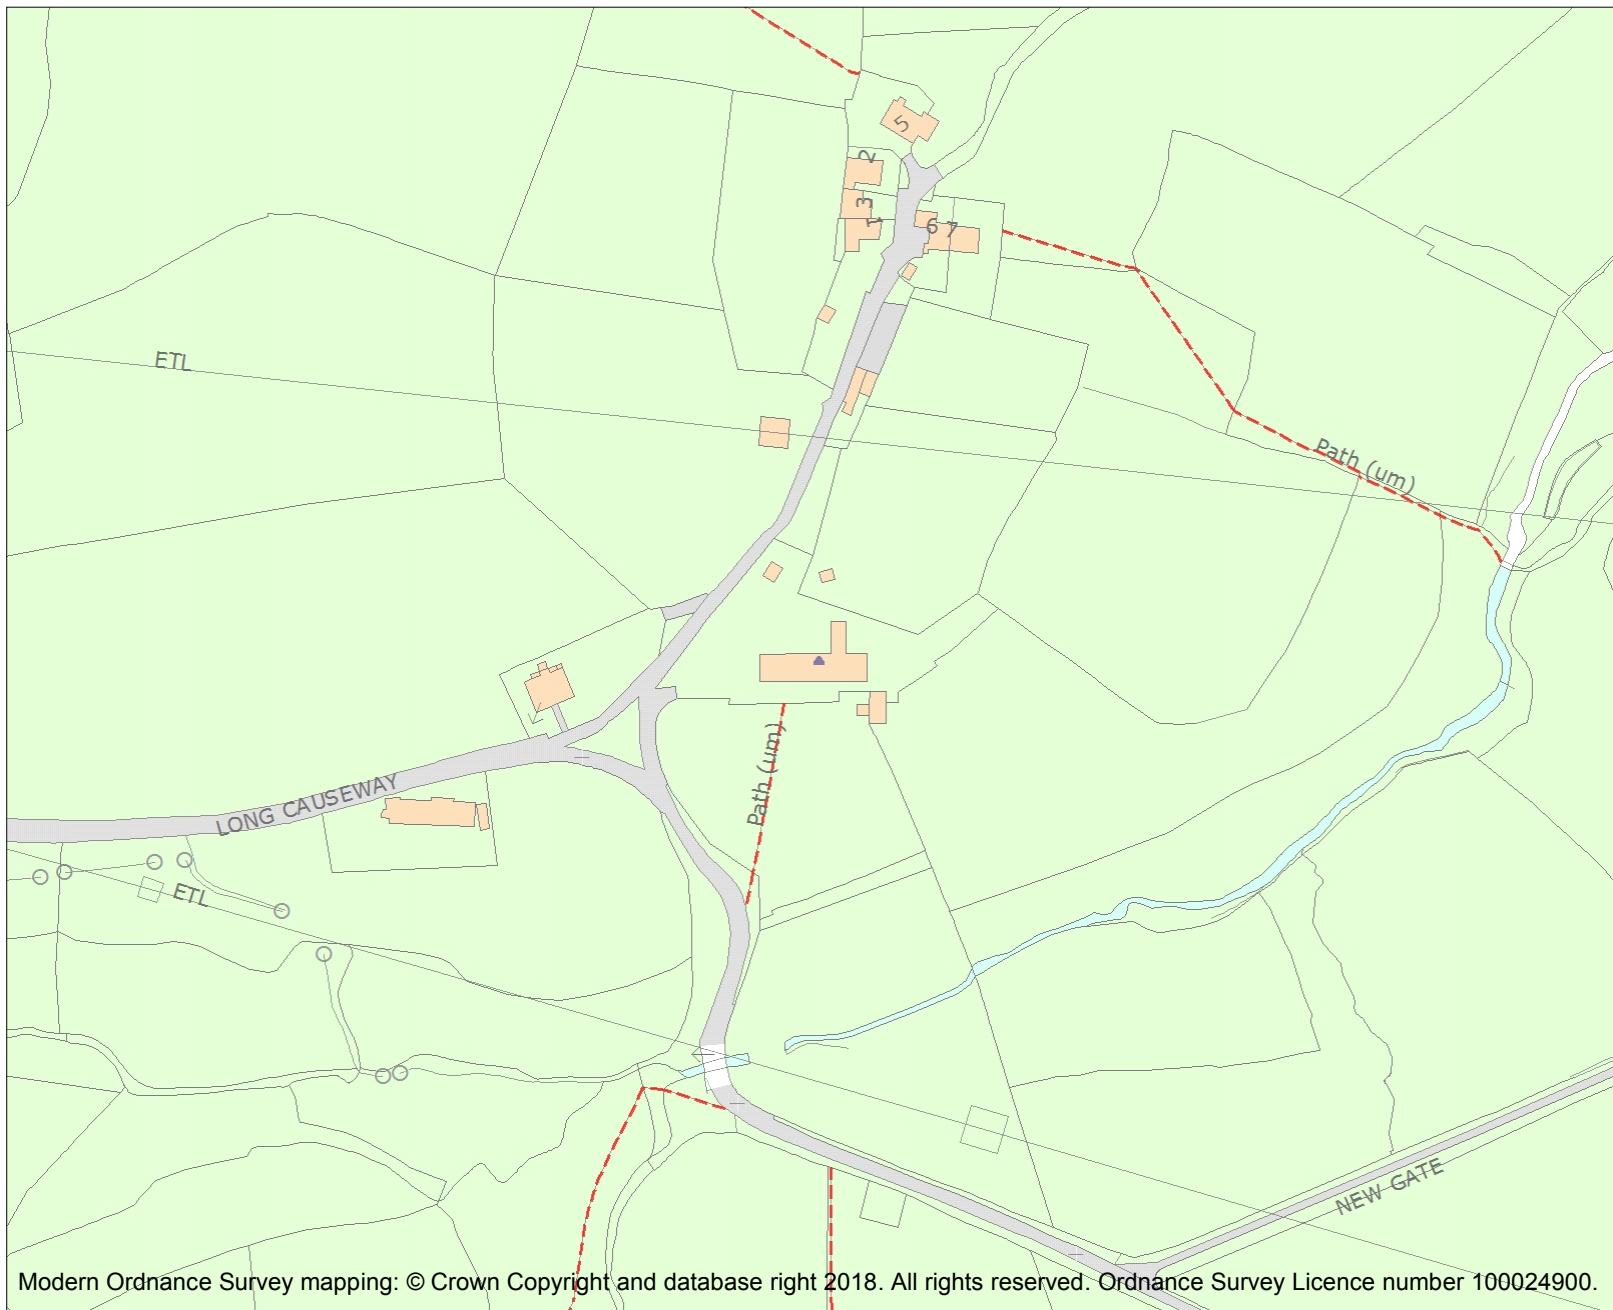 5
2
3
1
6
7
ETL
Path (um)
Path (um)
LONG CAUSEWAY
ETL
NEW GATE
Modern Ordnance Survey mapping: © Crown Copyright and database right 2018. All rights reserved. Ordnance Survey Licence number 100024900.